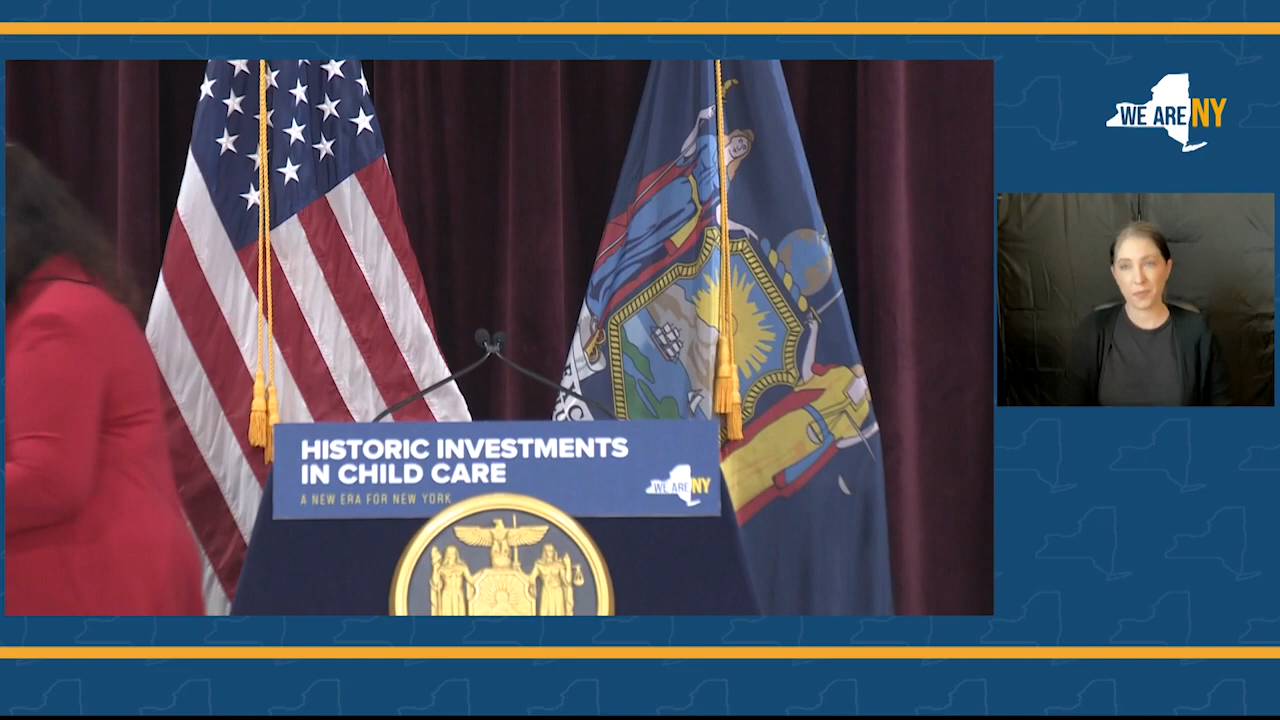 WE ARE NY
HISTORIC INVESTMENTS
IN CHILD CARE
A NEW ERA FOR NEW YORK
WE ARE NY